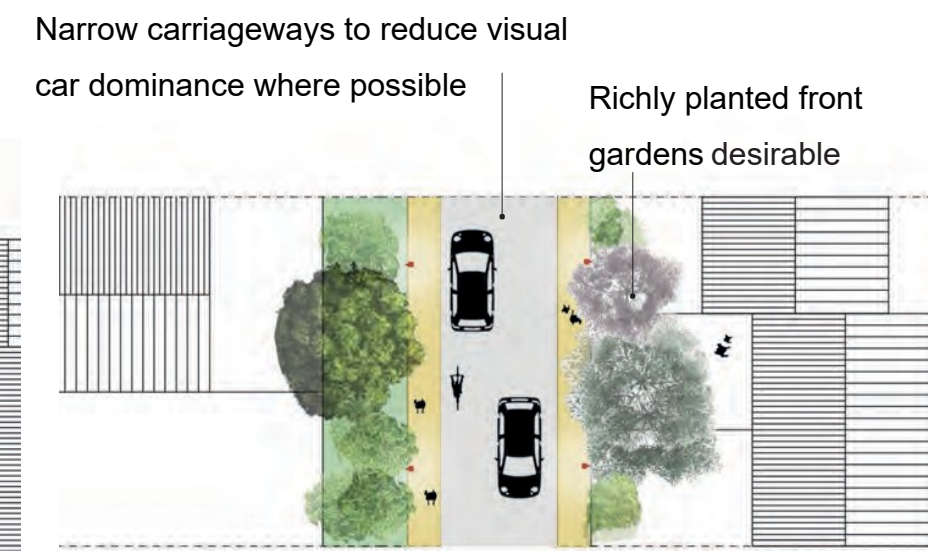 Narrow carriageways to reduce visual
car dominance where possible
Richly planted front
gardens desirable